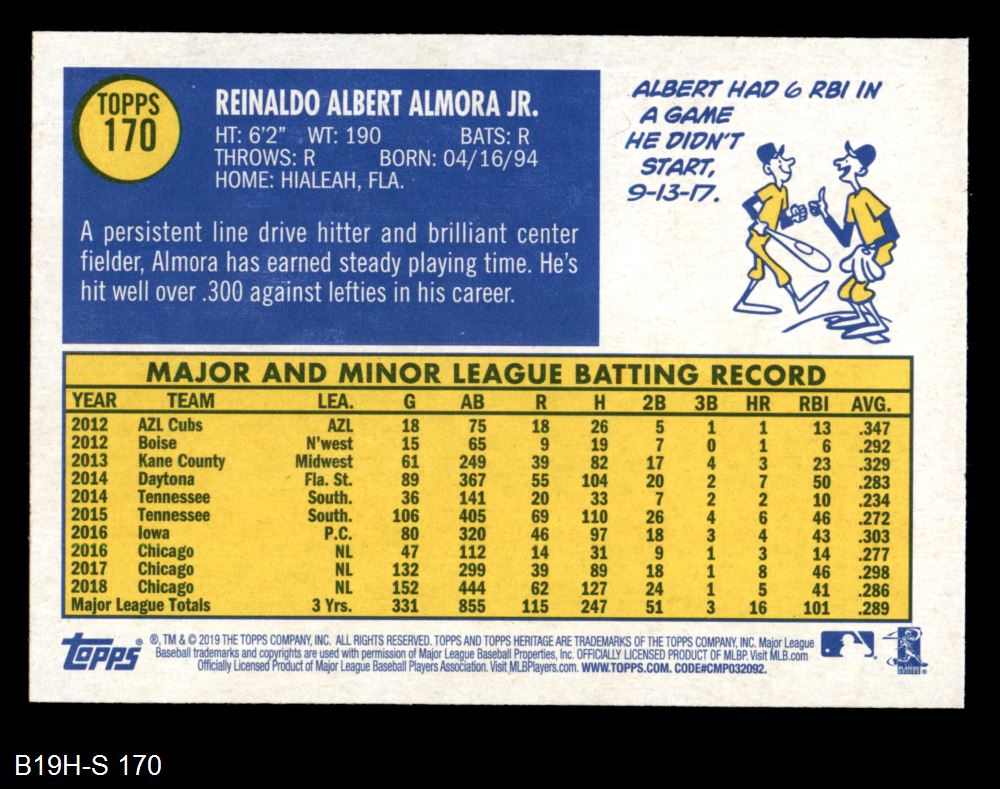 TOPPS
170
REINALDO ALBERT ALMORA JR.
HT: 6'2" WT: 190 BATS: R
THROWS: R BORN: 04/16/94
HOME: HIALEAH, FLA.
A persistent line drive hitter and brilliant center
fielder, Almora has earned steady playing time. He's
hit well over .300 against lefties in his career.
ALBERT HAD 6 RBI IN
A GAME
HE DIDN'T
START,
9-13-17.
MAJOR AND MINOR LEAGUE BATTING RECORD
YEAR TEAM LEA. G AB R H 2B 3B HR RBI AVG.
2012 AZL Cubs AZL 18 75 18 26 5 1 1 13 .347
2012 Boise N'west 15 65 9 19 7 0 1 6 .292
2013 Kane County Midwest 61 249 39 82 17 4 3 23 .329
2014 Daytona Fla. St. 89 367 55 104 20 2 7 50 .283
2014 Tennessee South. 36 141 20 33 7 2 2 10 .234
2015 Tennessee South. 106 405 69 110 26 4 6 46 .272
2016 Iowa P.C. 80 320 46 97 18 3 4 43 .303
2016 Chicago NL 47 112 14 31 9 1 3 14 .277
2017 Chicago NL 132 299 39 89 18 1 8 46 .298
2018 Chicago NL 152 444 62 127 24 1 5 41 .286
Major League Totals 3 Yrs. 331 855 115 247 51 3 16 101 .289
TOPPS ® ®, TM & © 2019 THE TOPPS COMPANY, INC. ALL RIGHTS RESERVED. TOPPS AND TOPPS HERITAGE ARE TRADEMARKS OF THE TOPPS COMPANY, INC. Major League
Baseball trademarks and copyrights are used with permission of Major League Baseball Properties, Inc. OFFICIALLY LICENSED PRODUCT OF MLBP. Visit MLB.com
Officially Licensed Product of Major League Baseball Players Association. Visit MLBPlayers.com. WWW.TOPPS.COM. CODE#CMP032092.
B19H-S 170